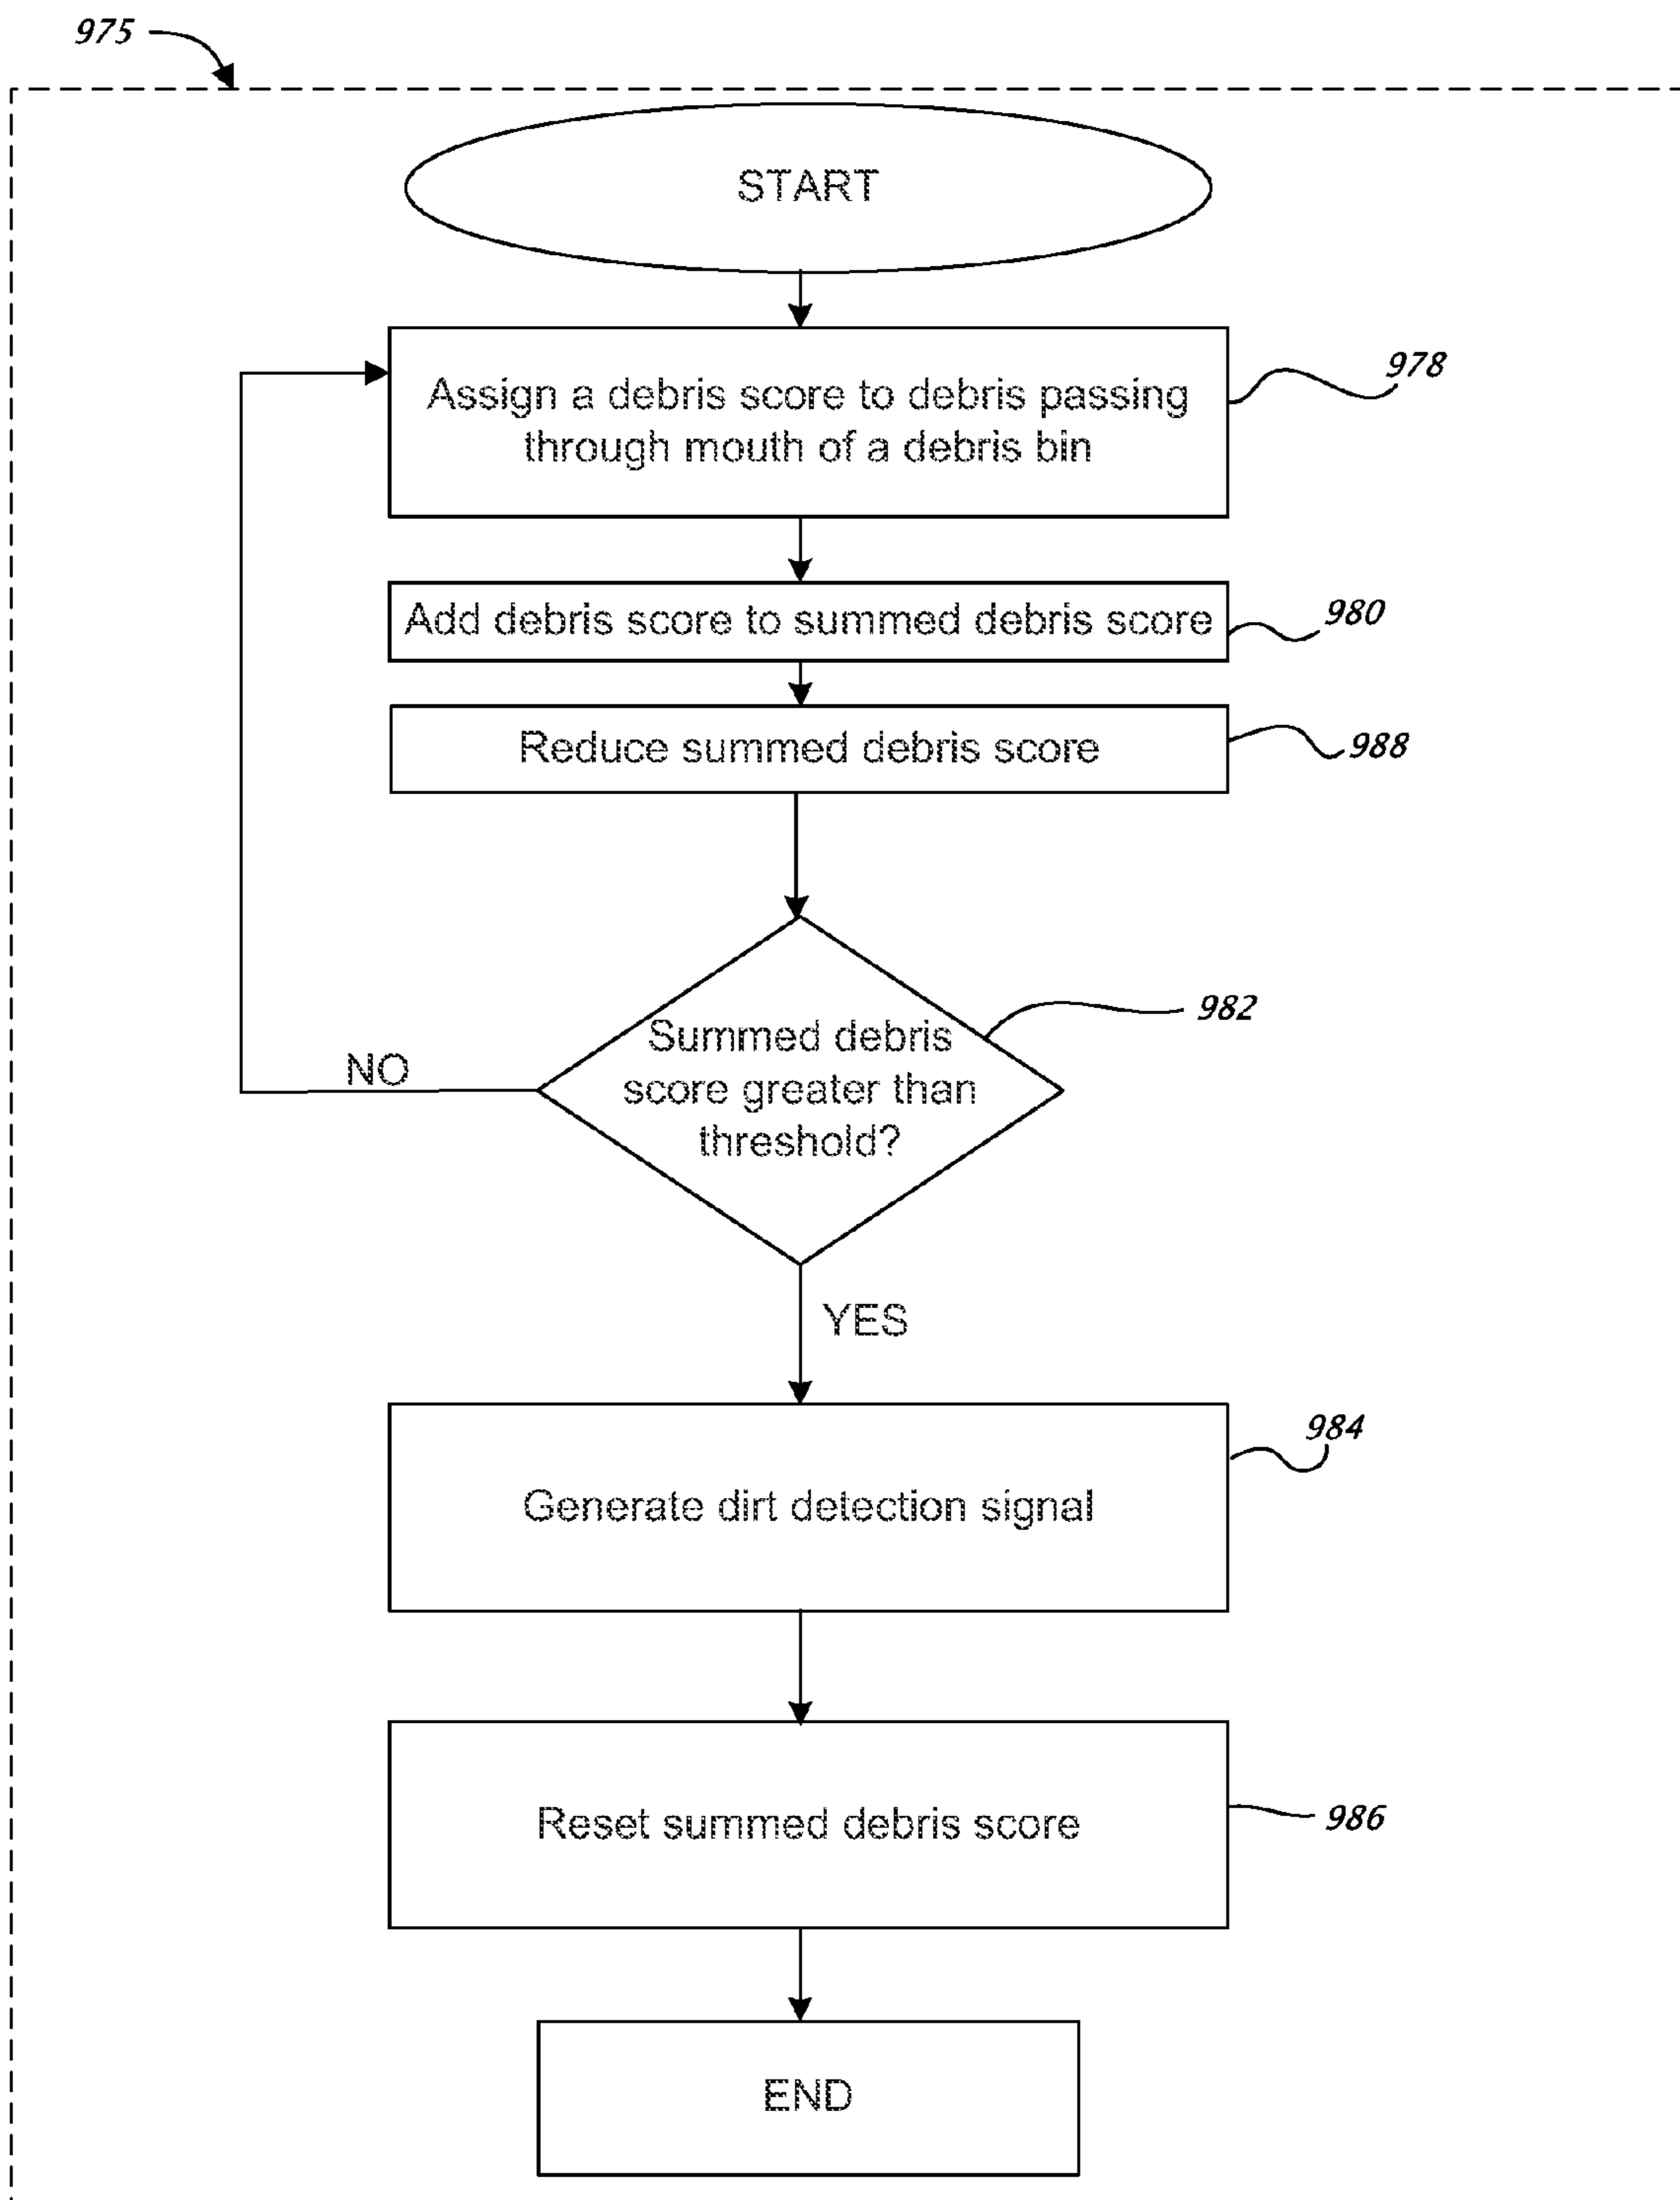 975
START
Assign a debris score to debris passing
through mouth of a debris bin
978
Add debris score to summed debris score
980
Reduce summed debris score
988
Summed debris
score greater than
threshold?
982
NO
YES
Generate dirt detection signal
984
Reset summed debris score
986
END